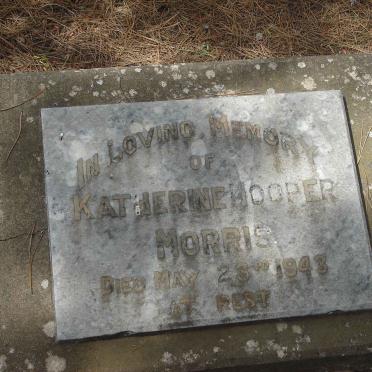 IN LOVING MEMORY
OF
KATHERINE HOOPER
MORRIS
DIED MAY 23RD 1943
AT REST